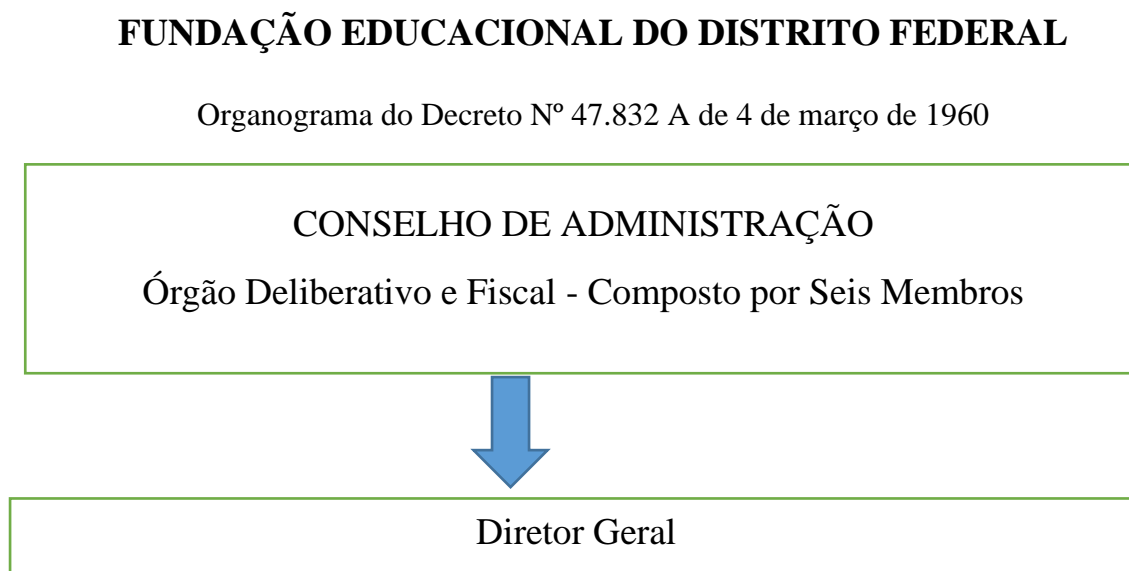 FUNDAÇÃO EDUCACIONAL DO DISTRITO FEDERAL
Organograma do Decreto Nº 47.832 A de 4 de março de 1960
CONSELHO DE ADMINISTRAÇÃO
Órgão Deliberativo e Fiscal - Composto por Seis Membros
Diretor Geral